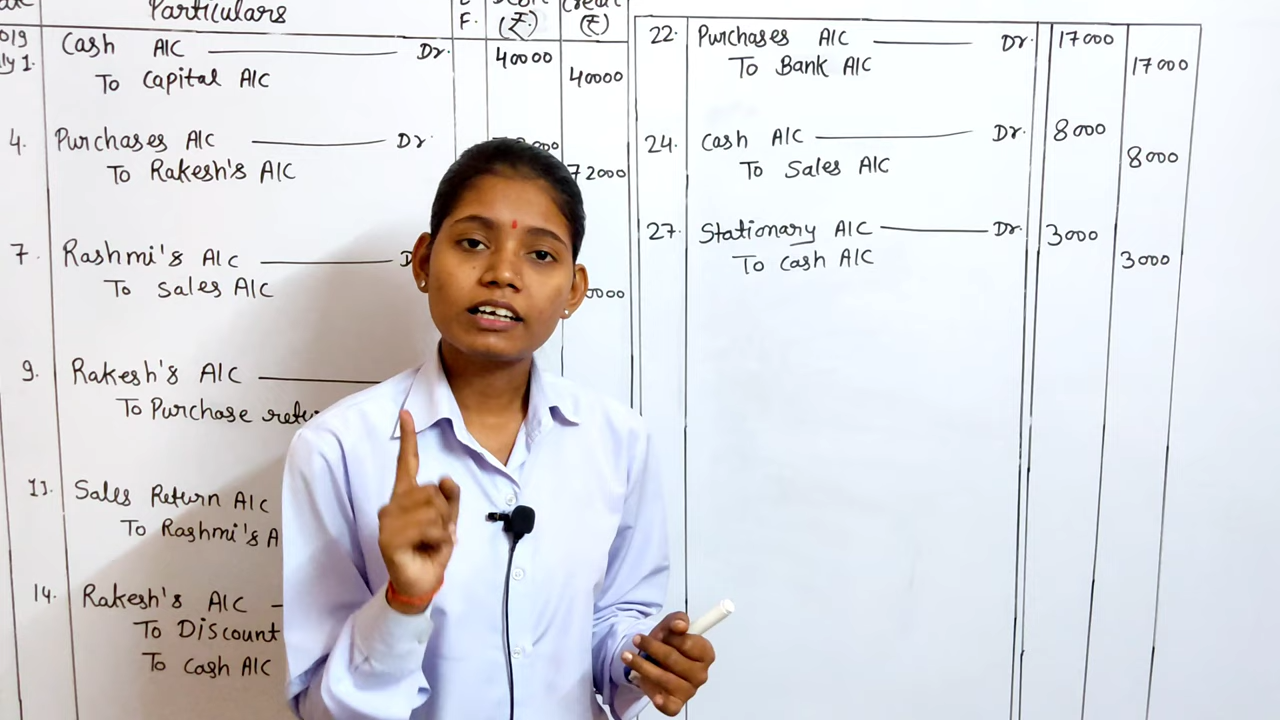 Particulars F. (₹) (₹)
Cash A/C Dr. 40000
To Capital A/C 40000
4. Purchases A/C Dr.
To Rakesh's A/C 72000
7. Rashmi's A/C
To Sales A/C
9. Rakesh's A/C
To Purchase
13. Sales Return A/C
To Rashmi's
14. Rakesh's A/C
To Discount
To Cash A/C
22. Purchases A/C Dr. 17000
To Bank A/C 17000
24. Cash A/C Dr. 8000
To Sales A/C 8000
27. Stationary A/C Dr. 3000
To Cash A/C 3000